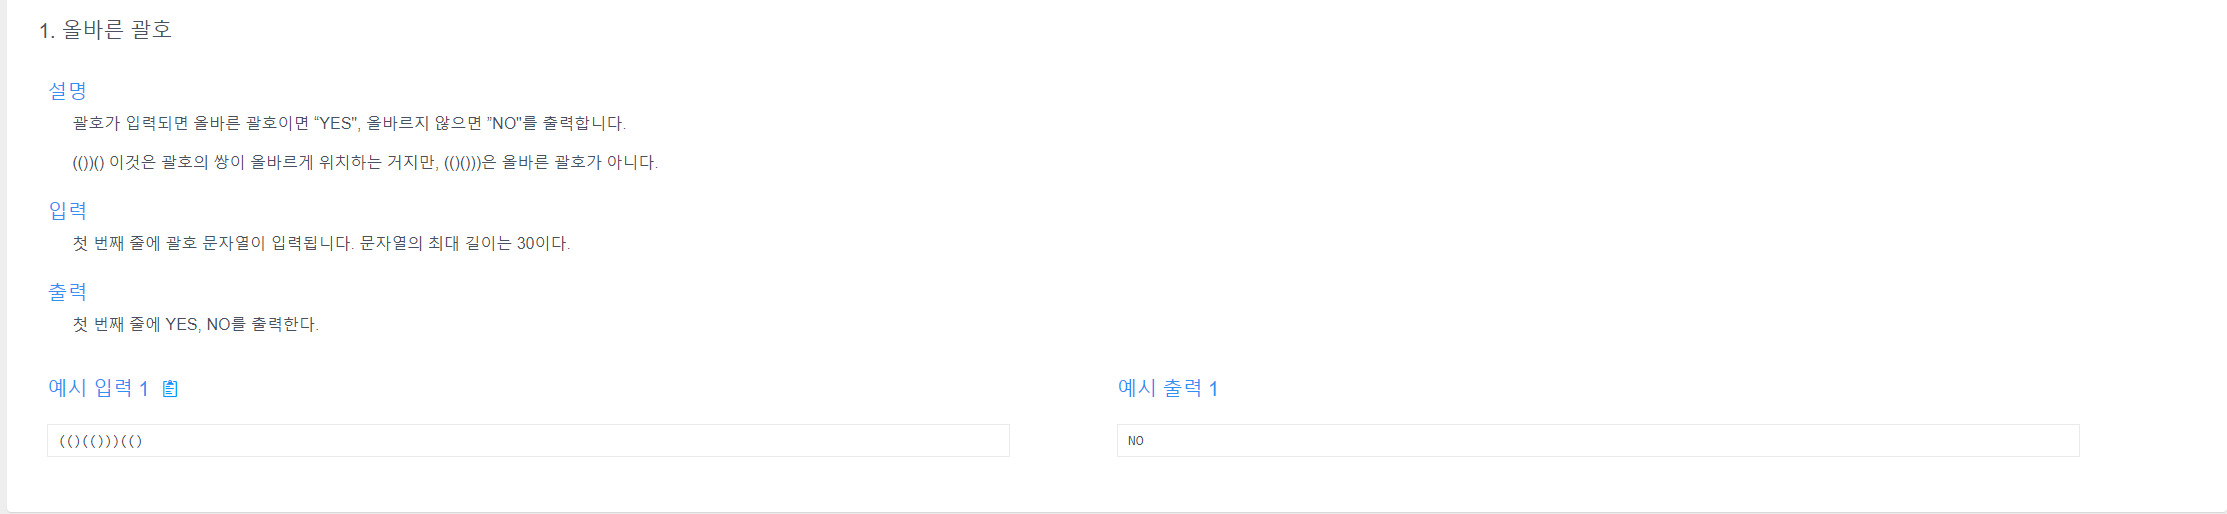 1. 올바른 괄호
설명
괄호가 입력되면 올바른 괄호이면 “YES", 올바르지 않으면 ”NO"를 출력합니다.
(())() 이것은 괄호의 쌍이 올바르게 위치하는 거지만, (()()))은 올바른 괄호가 아니다.
입력
첫 번째 줄에 괄호 문자열이 입력됩니다. 문자열의 최대 길이는 30이다.
출력
첫 번째 줄에 YES, NO를 출력한다.
예시 입력 1
(()(()))(()
예시 출력 1
NO